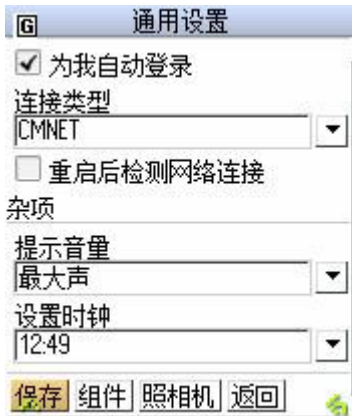 G 通用设置
为我自动登录
连接类型
CMNET
重启后检测网络连接
杂项
提示音量
最大声
设置时钟
12:49
保存 组件 照相机 返回